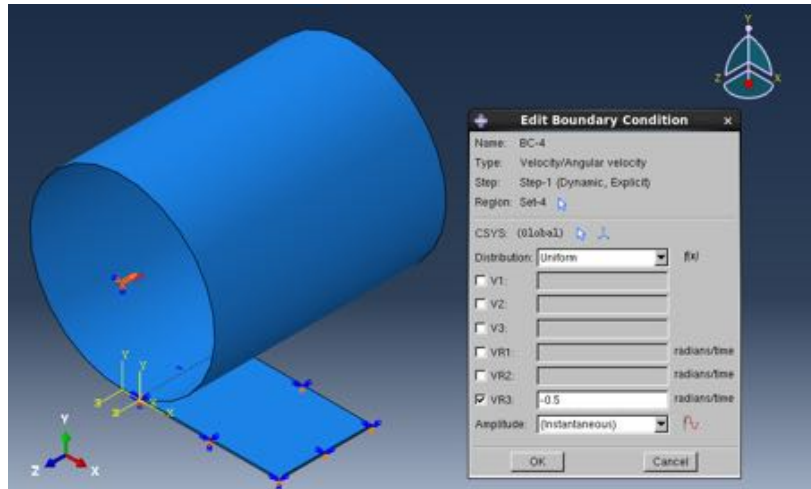 Y
Z
X
Edit Boundary Condition ×
Name: BC-4
Type: Velocity/Angular velocity
Step: Step-1 (Dynamic, Explicit)
Region: Set-4
CSYS: (Global)
Distribution: Uniform f(x)
V1:
V2:
V3:
VR1: radians/time
VR2: radians/time
VR3: -0.5 radians/time
Amplitude: (Instantaneous)
OK Cancel
Y Y
Z Z X
Y
Z X